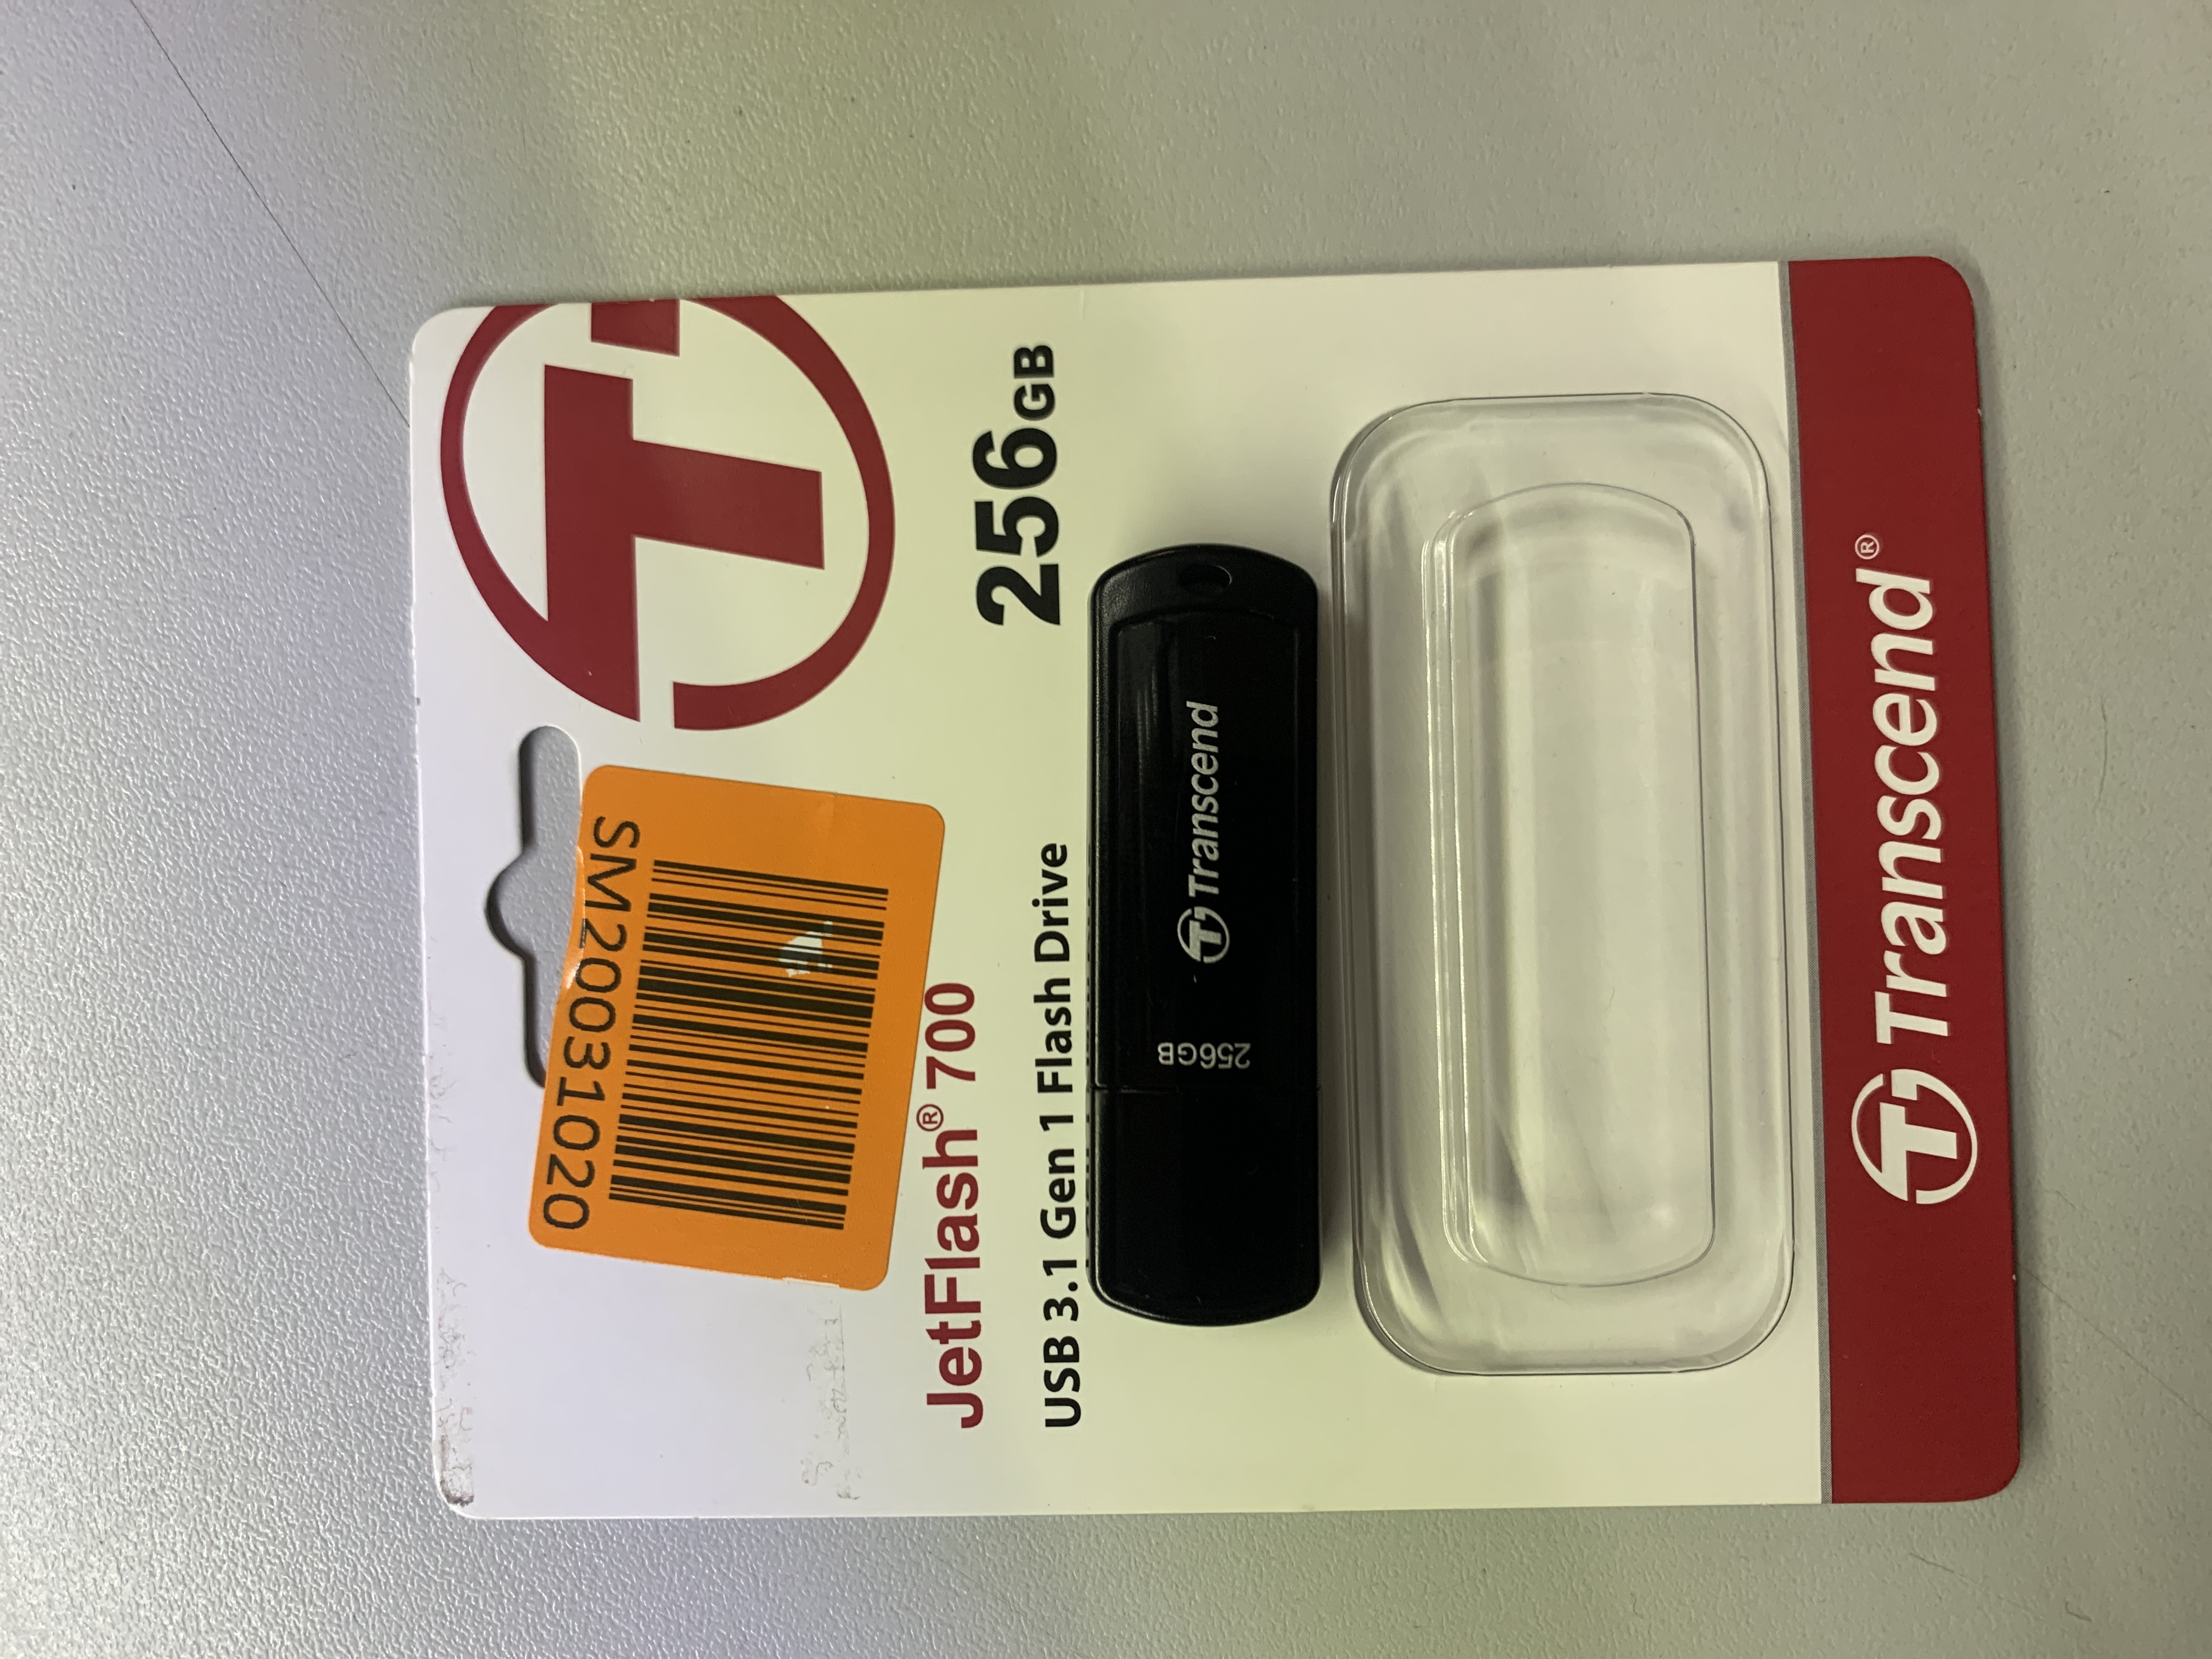 SM20031020
JetFlash® 700
USB 3.1 Gen 1 Flash Drive
256GB
Transcend
256GB
Transcend®